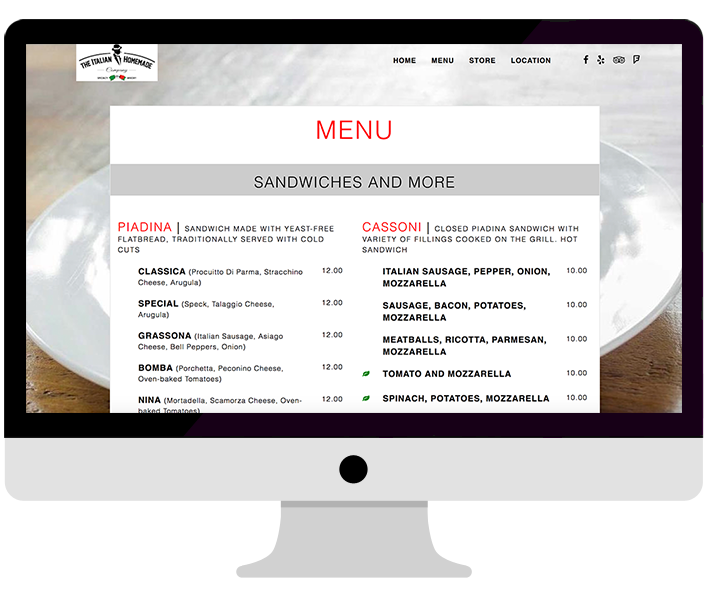 THE ITALIAN HOMEMADE
Company
HOME MENU STORE LOCATION
MENU
SANDWICHES AND MORE
PIADINA | SANDWICH MADE WITH YEAST-FREE
FLATBREAD, TRADITIONALLY SERVED WITH COLD
CUTS
CLASSICA (Procuitto Di Parma, Stracchino 12.00
Cheese, Arugula)
SPECIAL (Speck, Talaggio Cheese, 12.00
Arugula)
GRASSONA (Italian Sausage, Asiago 12.00
Cheese, Bell Peppers, Onion)
BOMBA (Porchetta, Peconino Cheese, 12.00
Oven-baked Tomatoes)
NINA (Mortadella, Scamorza Cheese, Oven- 12.00
baked Tomatoes)
CASSONI | CLOSED PIADINA SANDWICH WITH
VARIETY OF FILLINGS COOKED ON THE GRILL. HOT
SANDWICH
ITALIAN SAUSAGE, PEPPER, ONION, 10.00
MOZZARELLA
SAUSAGE, BACON, POTATOES, 10.00
MOZZARELLA
MEATBALLS, RICOTTA, PARMESAN, 10.00
MOZZARELLA
TOMATO AND MOZZARELLA 10.00
SPINACH, POTATOES, MOZZARELLA 10.00